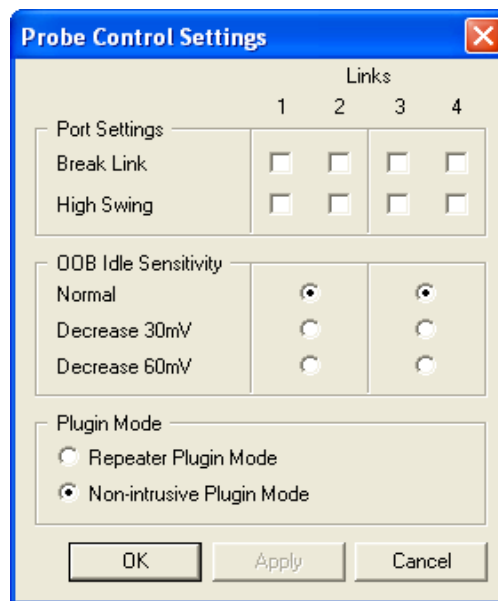 Probe Control Settings
Links
1 2 3 4
Port Settings
Break Link
High Swing
OOB Idle Sensitivity
Normal
Decrease 30mV
Decrease 60mV
Plugin Mode
Repeater Plugin Mode
Non-intrusive Plugin Mode
OK Apply Cancel